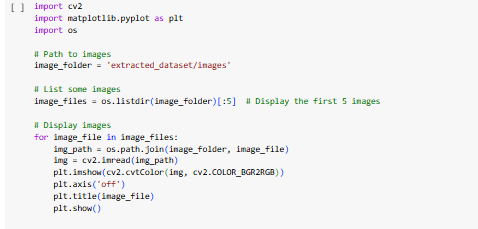 [ ] import cv2
import matplotlib.pyplot as plt
import os
# Path to images
image_folder = 'extracted_dataset/images'
# List some images
image_files = os.listdir(image_folder)[:5]  # Display the first 5 images
# Display images
for image_file in image_files:
    img_path = os.path.join(image_folder, image_file)
    img = cv2.imread(img_path)
    plt.imshow(cv2.cvtColor(img, cv2.COLOR_BGR2RGB))
    plt.axis('off')
    plt.title(image_file)
    plt.show()